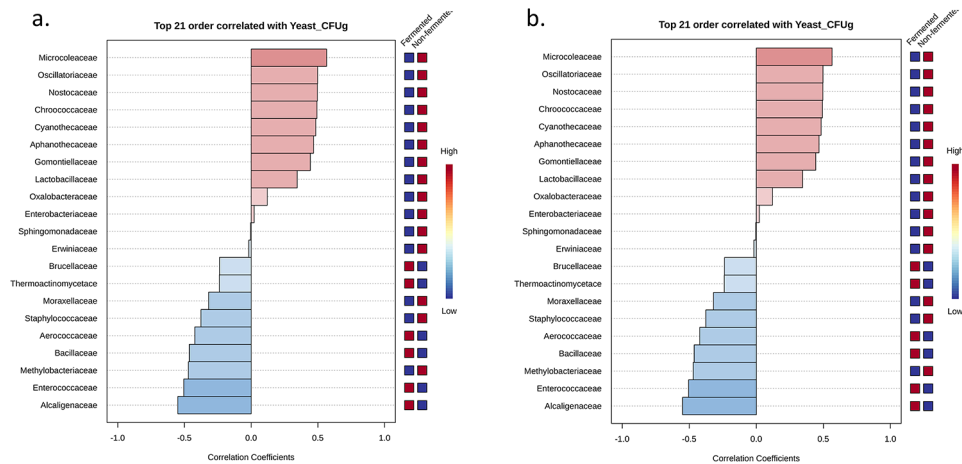 a.
Top 21 order correlated with Yeast_CFUg
Fermented
Non-fermented
Microcoleaceae
Oscillatoriaceae
Nostocaceae
Chroococcaceae
Cyanothecaceae
Aphanothecaceae
Gomontiellaceae
Lactobacillaceae
Oxalobacteraceae
Enterobacteriaceae
Sphingomonadaceae
Erwiniaceae
Brucellaceae
Thermoactinomycetace
Moraxellaceae
Staphylococcaceae
Aerococcaceae
Bacillaceae
Methylobacteriaceae
Enterococcaceae
Alcaligenaceae
High
Low
-1.0 -0.5 0.0 0.5 1.0
Correlation Coefficients
b.
Top 21 order correlated with Yeast_CFUg
Fermented
Non-fermente
Microcoleaceae
Oscillatoriaceae
Nostocaceae
Chroococcaceae
Cyanothecaceae
Aphanothecaceae
Gomontiellaceae
Lactobacillaceae
Oxalobacteraceae
Enterobacteriaceae
Sphingomonadaceae
Erwiniaceae
Brucellaceae
Thermoactinomycetace
Moraxellaceae
Staphylococcaceae
Aerococcaceae
Bacillaceae
Methylobacteriaceae
Enterococcaceae
Alcaligenaceae
High
Low
-1.0 -0.5 0.0 0.5 1.0
Correlation Coefficients